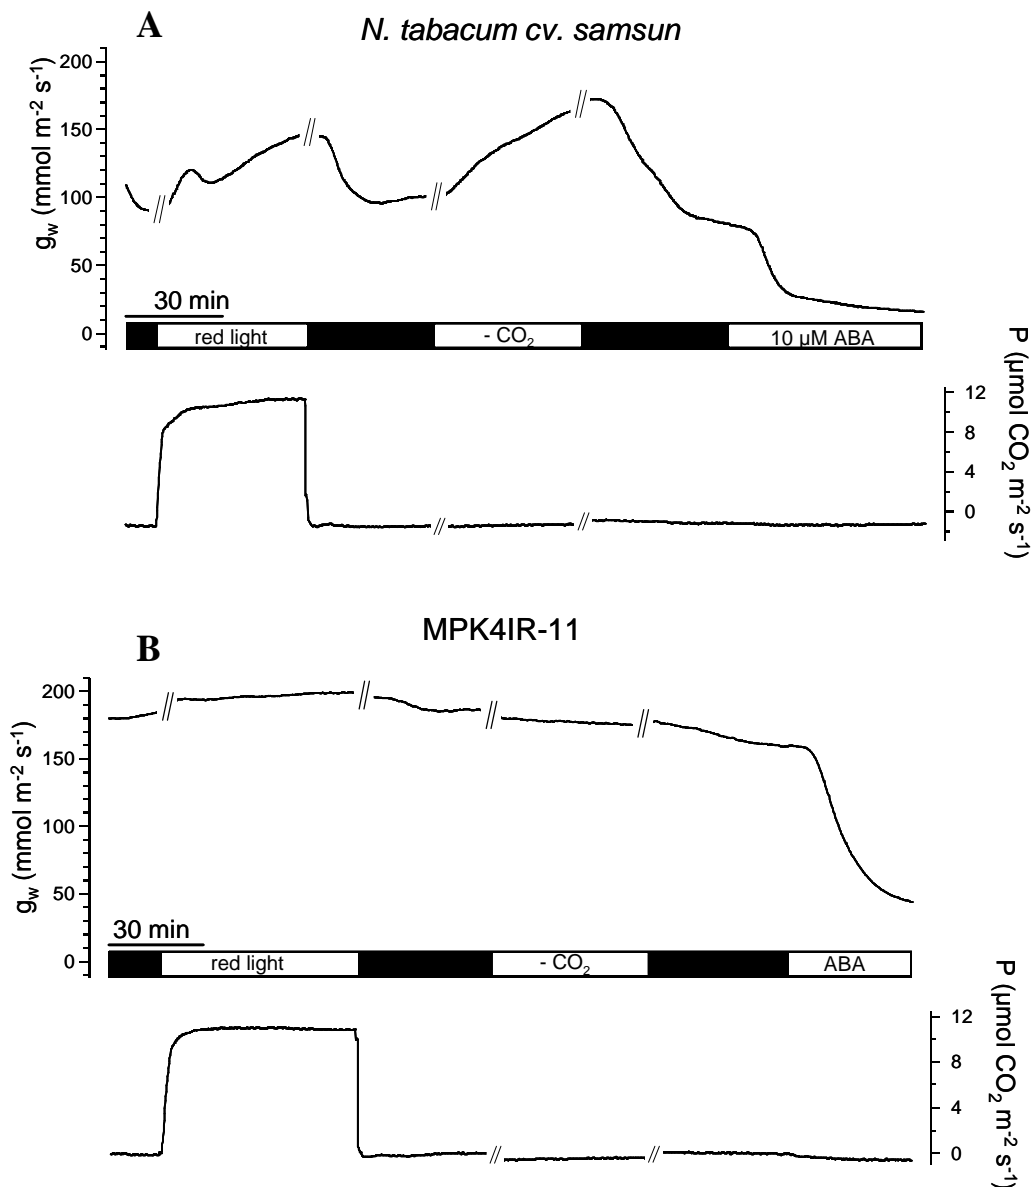 A
N. tabacum cv. samsun
g_w (mmol m⁻² s⁻¹)
200
150
100
50
0
30 min
red light
- CO₂
10 µM ABA
P (µmol CO₂ m⁻² s⁻¹)
12
8
4
0
B
MPK4IR-11
g_w (mmol m⁻² s⁻¹)
200
150
100
50
0
30 min
red light
- CO₂
ABA
P (µmol CO₂ m⁻² s⁻¹)
12
8
4
0